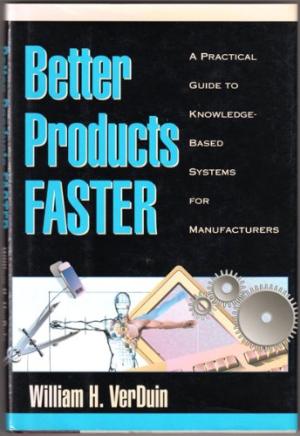 Better
Products
FASTER
A PRACTICAL
GUIDE TO
KNOWLEDGE-
BASED
SYSTEMS
FOR
MANUFACTURERS
William H. VerDuin